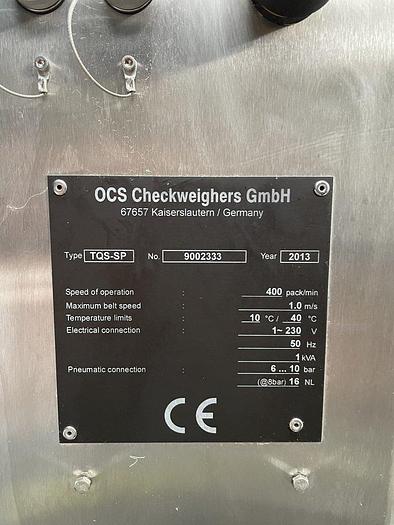 OCS Checkweighers GmbH
67657 Kaiserslautern / Germany
Type TQS-SP No. 9002333 Year 2013
Speed of operation : 400 pack/min
Maximum belt speed : 1.0 m/s
Temperature limits : 10 °C / 40 °C
Electrical connection : 1~ 230 V
50 Hz
1 kVA
Pneumatic connection : 6 ... 10 bar
(@8bar) 16 NL
CE